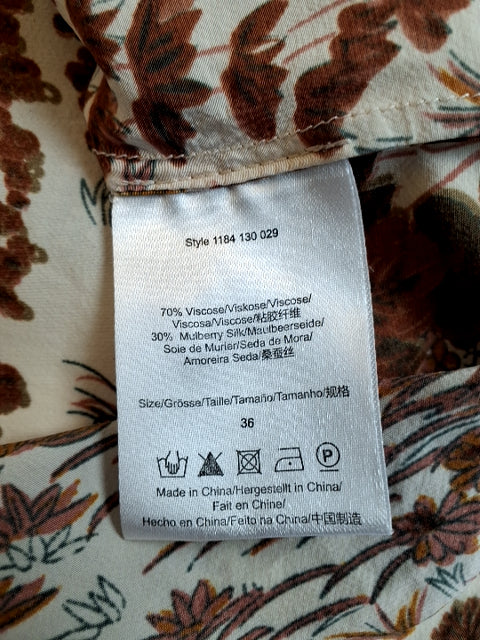 Style 1184 130 029
70% Viscose/Viskose/Viscose/
Viscosa/Viscose/粘胶纤维
30% Mulberry Silk/Maulbeerseide/
Soie de Murier/Seda de Mora/
Amoreira Seda/桑蚕丝
Size/Grösse/Taille/Tamaño/Tamanho/规格
36
P
Made in China/Hergestellt in China/
Fait en Chine/
Hecho en China/Feito na China/中国制造